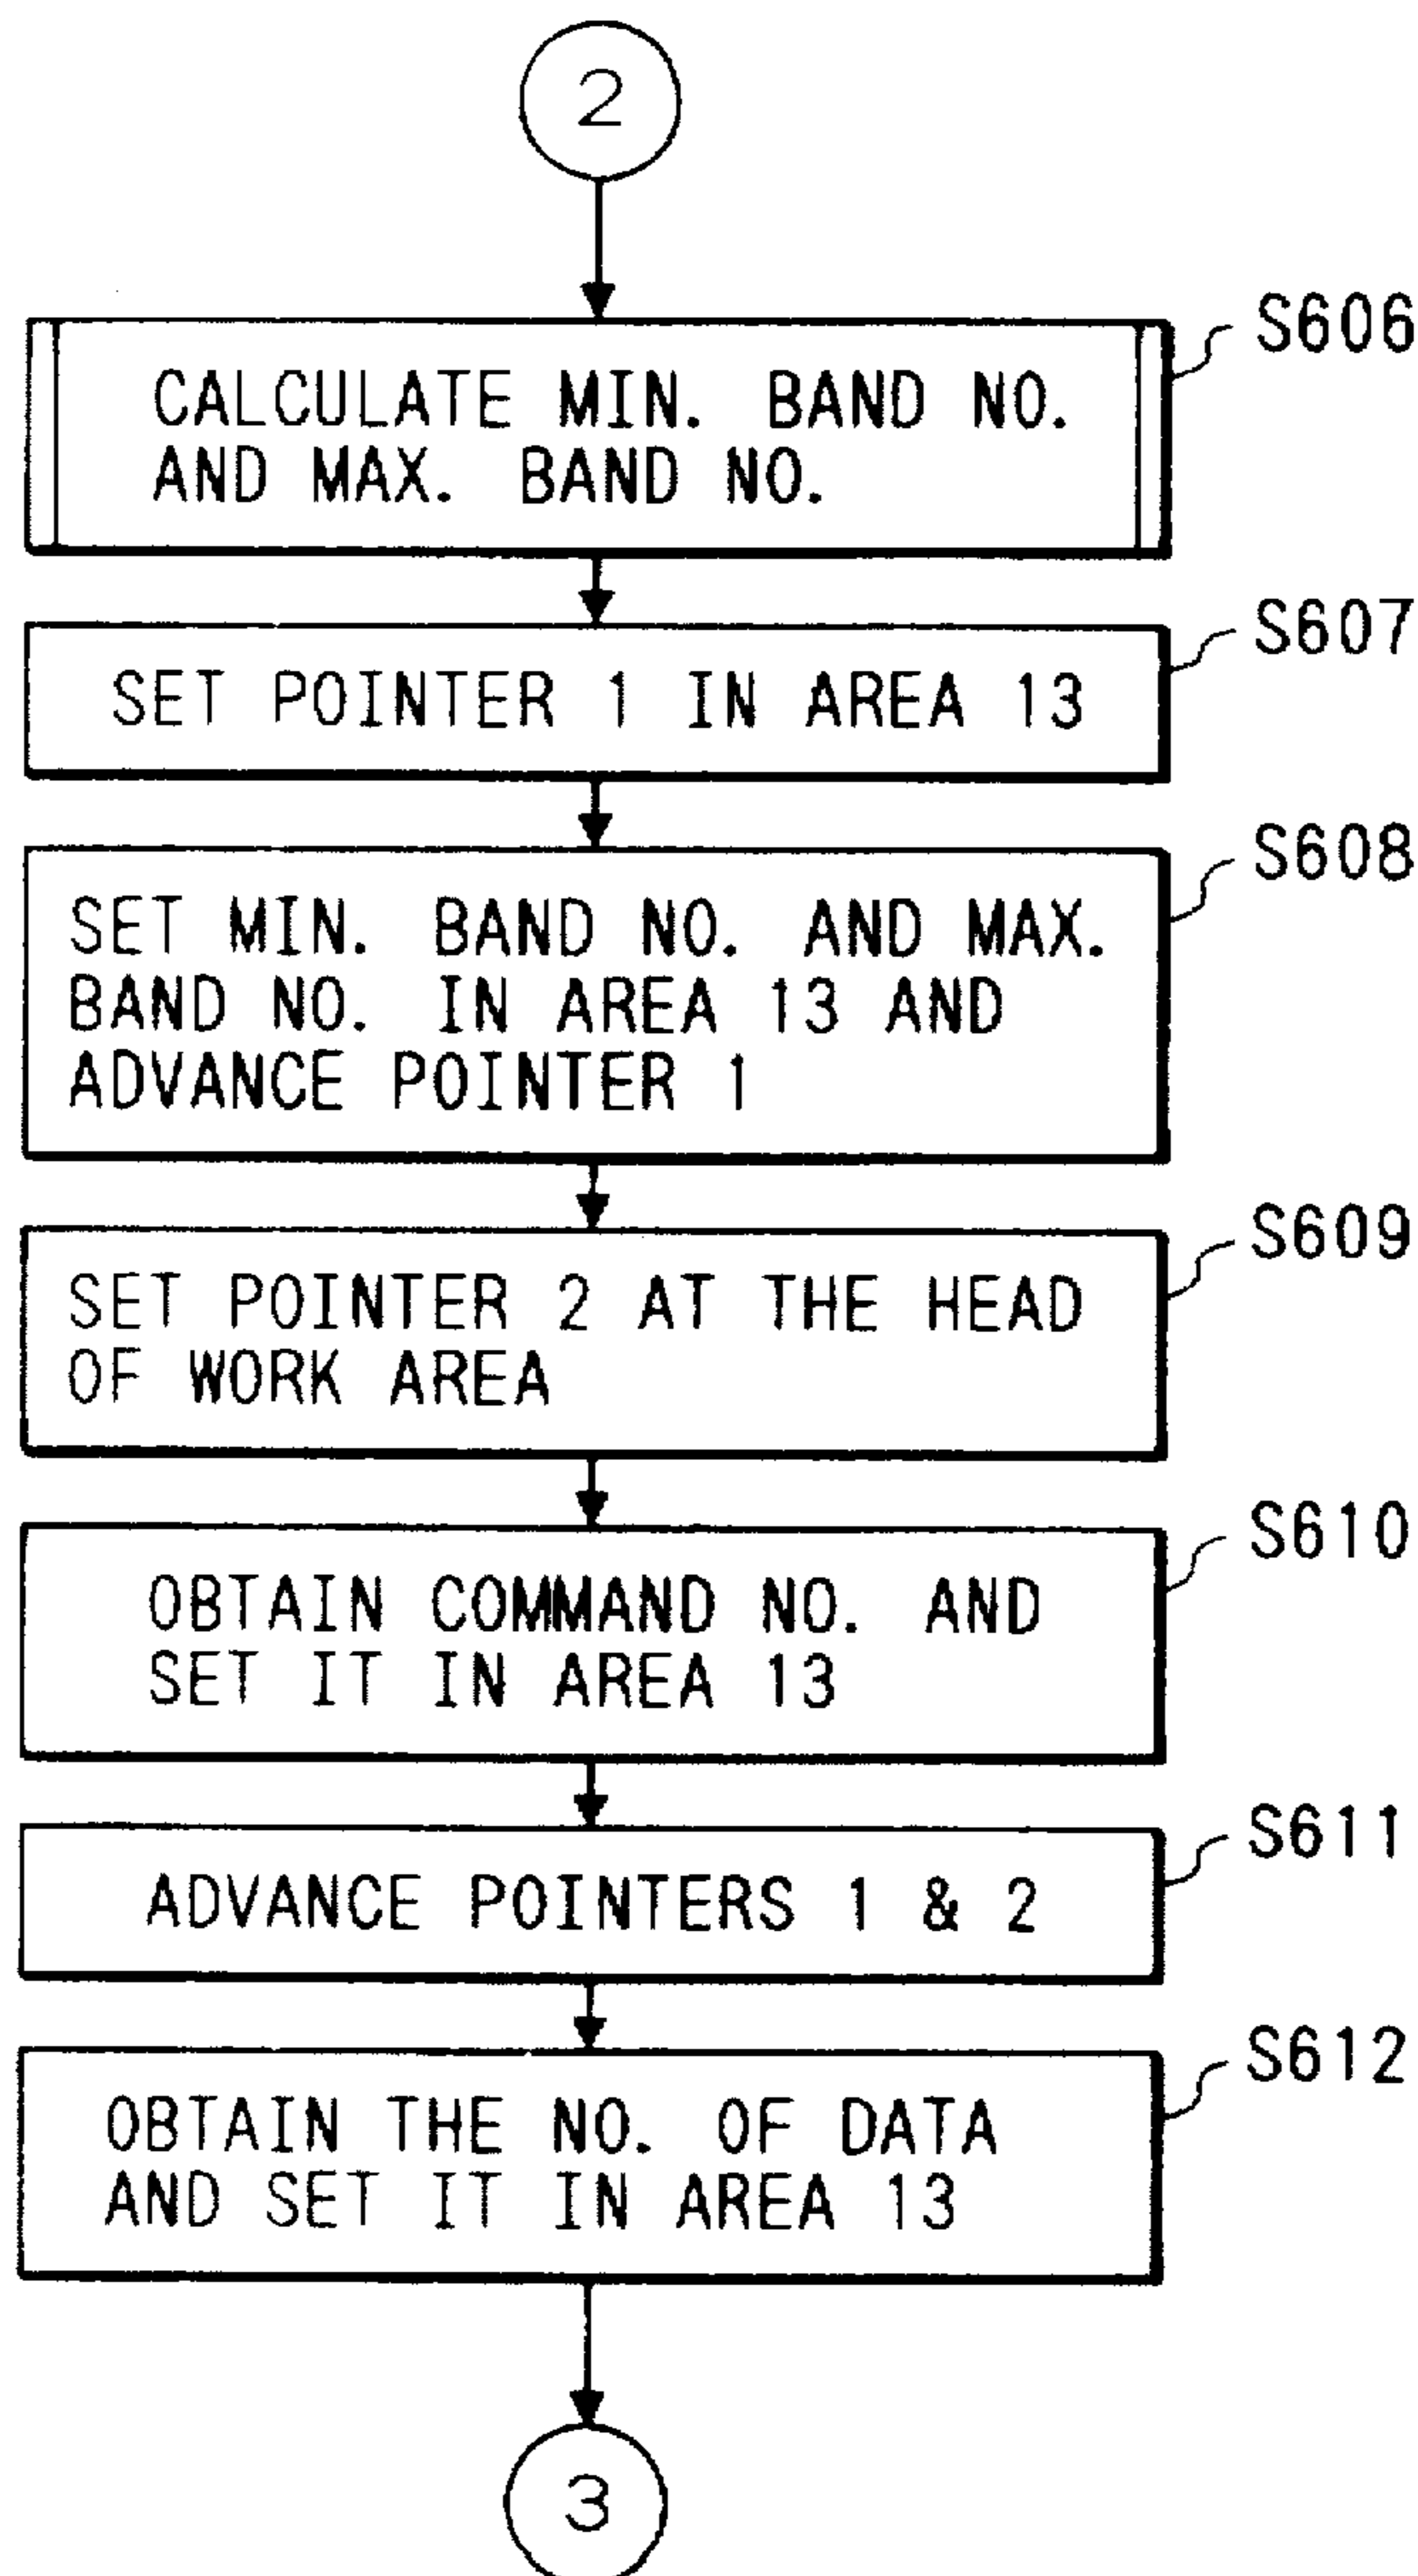 2
S606
CALCULATE MIN. BAND NO.
AND MAX. BAND NO.
S607
SET POINTER 1 IN AREA 13
S608
SET MIN. BAND NO. AND MAX.
BAND NO. IN AREA 13 AND
ADVANCE POINTER 1
S609
SET POINTER 2 AT THE HEAD
OF WORK AREA
S610
OBTAIN COMMAND NO. AND
SET IT IN AREA 13
S611
ADVANCE POINTERS 1 & 2
S612
OBTAIN THE NO. OF DATA
AND SET IT IN AREA 13
3